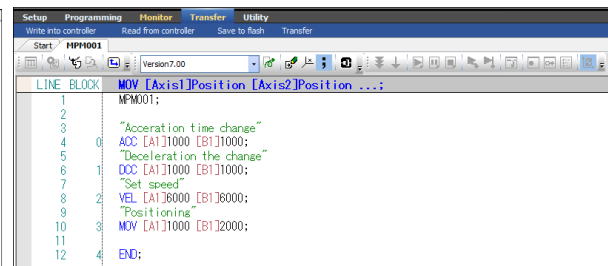 Setup Programming Monitor Transfer Utility
Write into controller Read from controller Save to flash Transfer
Start MPM001
Version7.00
LINE BLOCK MOV [Axis1]Position [Axis2]Position ...;
1 MPM001;
2
3 "Acceration time change"
4 0 ACC [A1]1000 [B1]1000;
5 "Deceleration the change"
6 1 DCC [A1]1000 [B1]1000;
7 "Set speed"
8 2 VEL [A1]6000 [B1]6000;
9 "Positioning"
10 3 MOV [A1]1000 [B1]2000;
11
12 4 END;